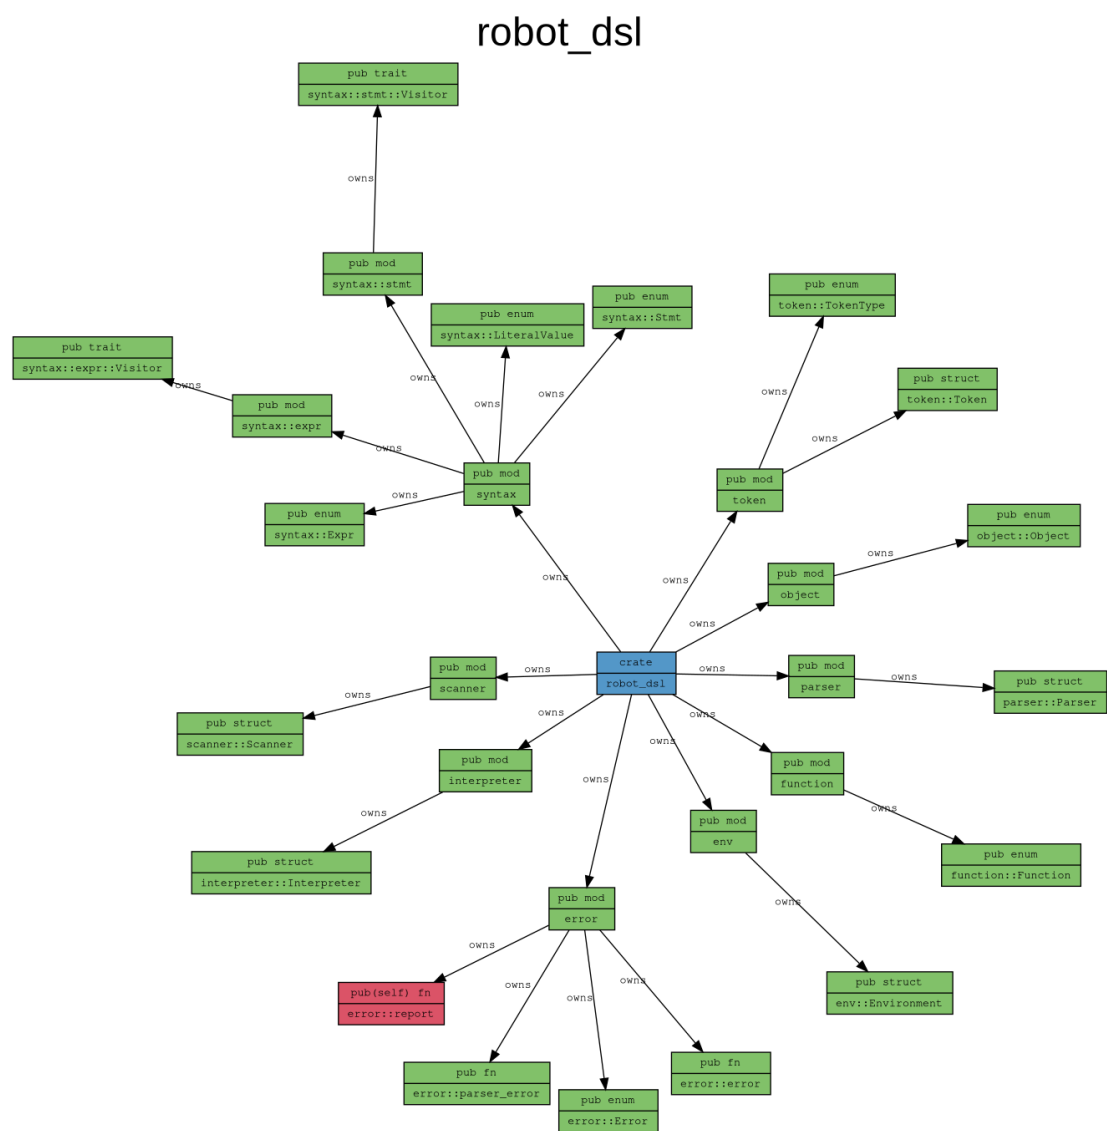 robot_dsl
pub trait
syntax::stmt::Visitor
owns
pub mod
syntax::stmt
pub enum
token::TokenType
pub enum
syntax::Stmt
pub enum
syntax::LiteralValue
pub trait
syntax::expr::Visitor
owns
pub mod
syntax::expr
pub struct
token::Token
owns
owns
owns
owns
owns
owns
owns
owns
pub mod
syntax
pub mod
token
pub enum
syntax::Expr
pub enum
object::Object
owns
pub mod
object
owns
owns
owns
crate
robot_dsl
pub mod
scanner
owns
owns
pub mod
parser
owns
pub struct
parser::Parser
owns
pub struct
scanner::Scanner
owns
owns
owns
pub mod
interpreter
owns
pub mod
function
owns
pub struct
interpreter::Interpreter
pub mod
env
owns
pub enum
function::Function
pub mod
error
owns
owns
pub struct
env::Environment
pub(self) fn
error::report
owns
owns
owns
pub fn
error::parser_error
pub enum
error::Error
pub fn
error::error